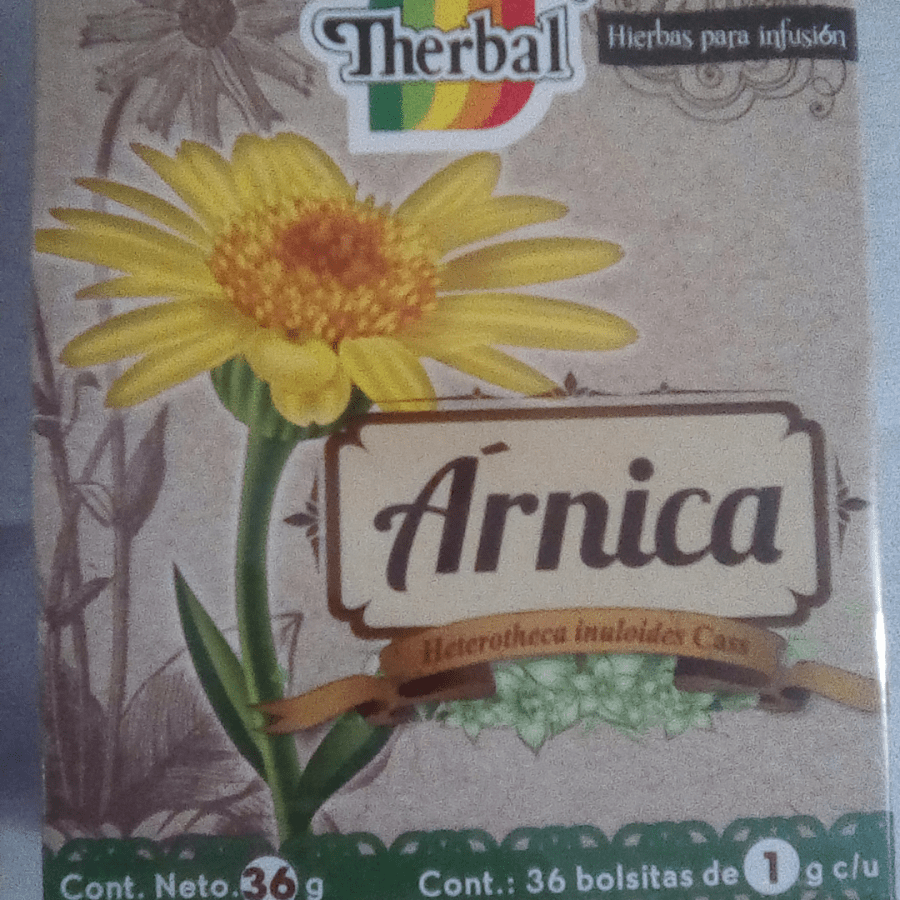 Therbal
Hierbas para infusión
Árnica
Heterotheca inuloides Cass
Cont. Neto. 36 g
Cont.: 36 bolsitas de 1 g c/u